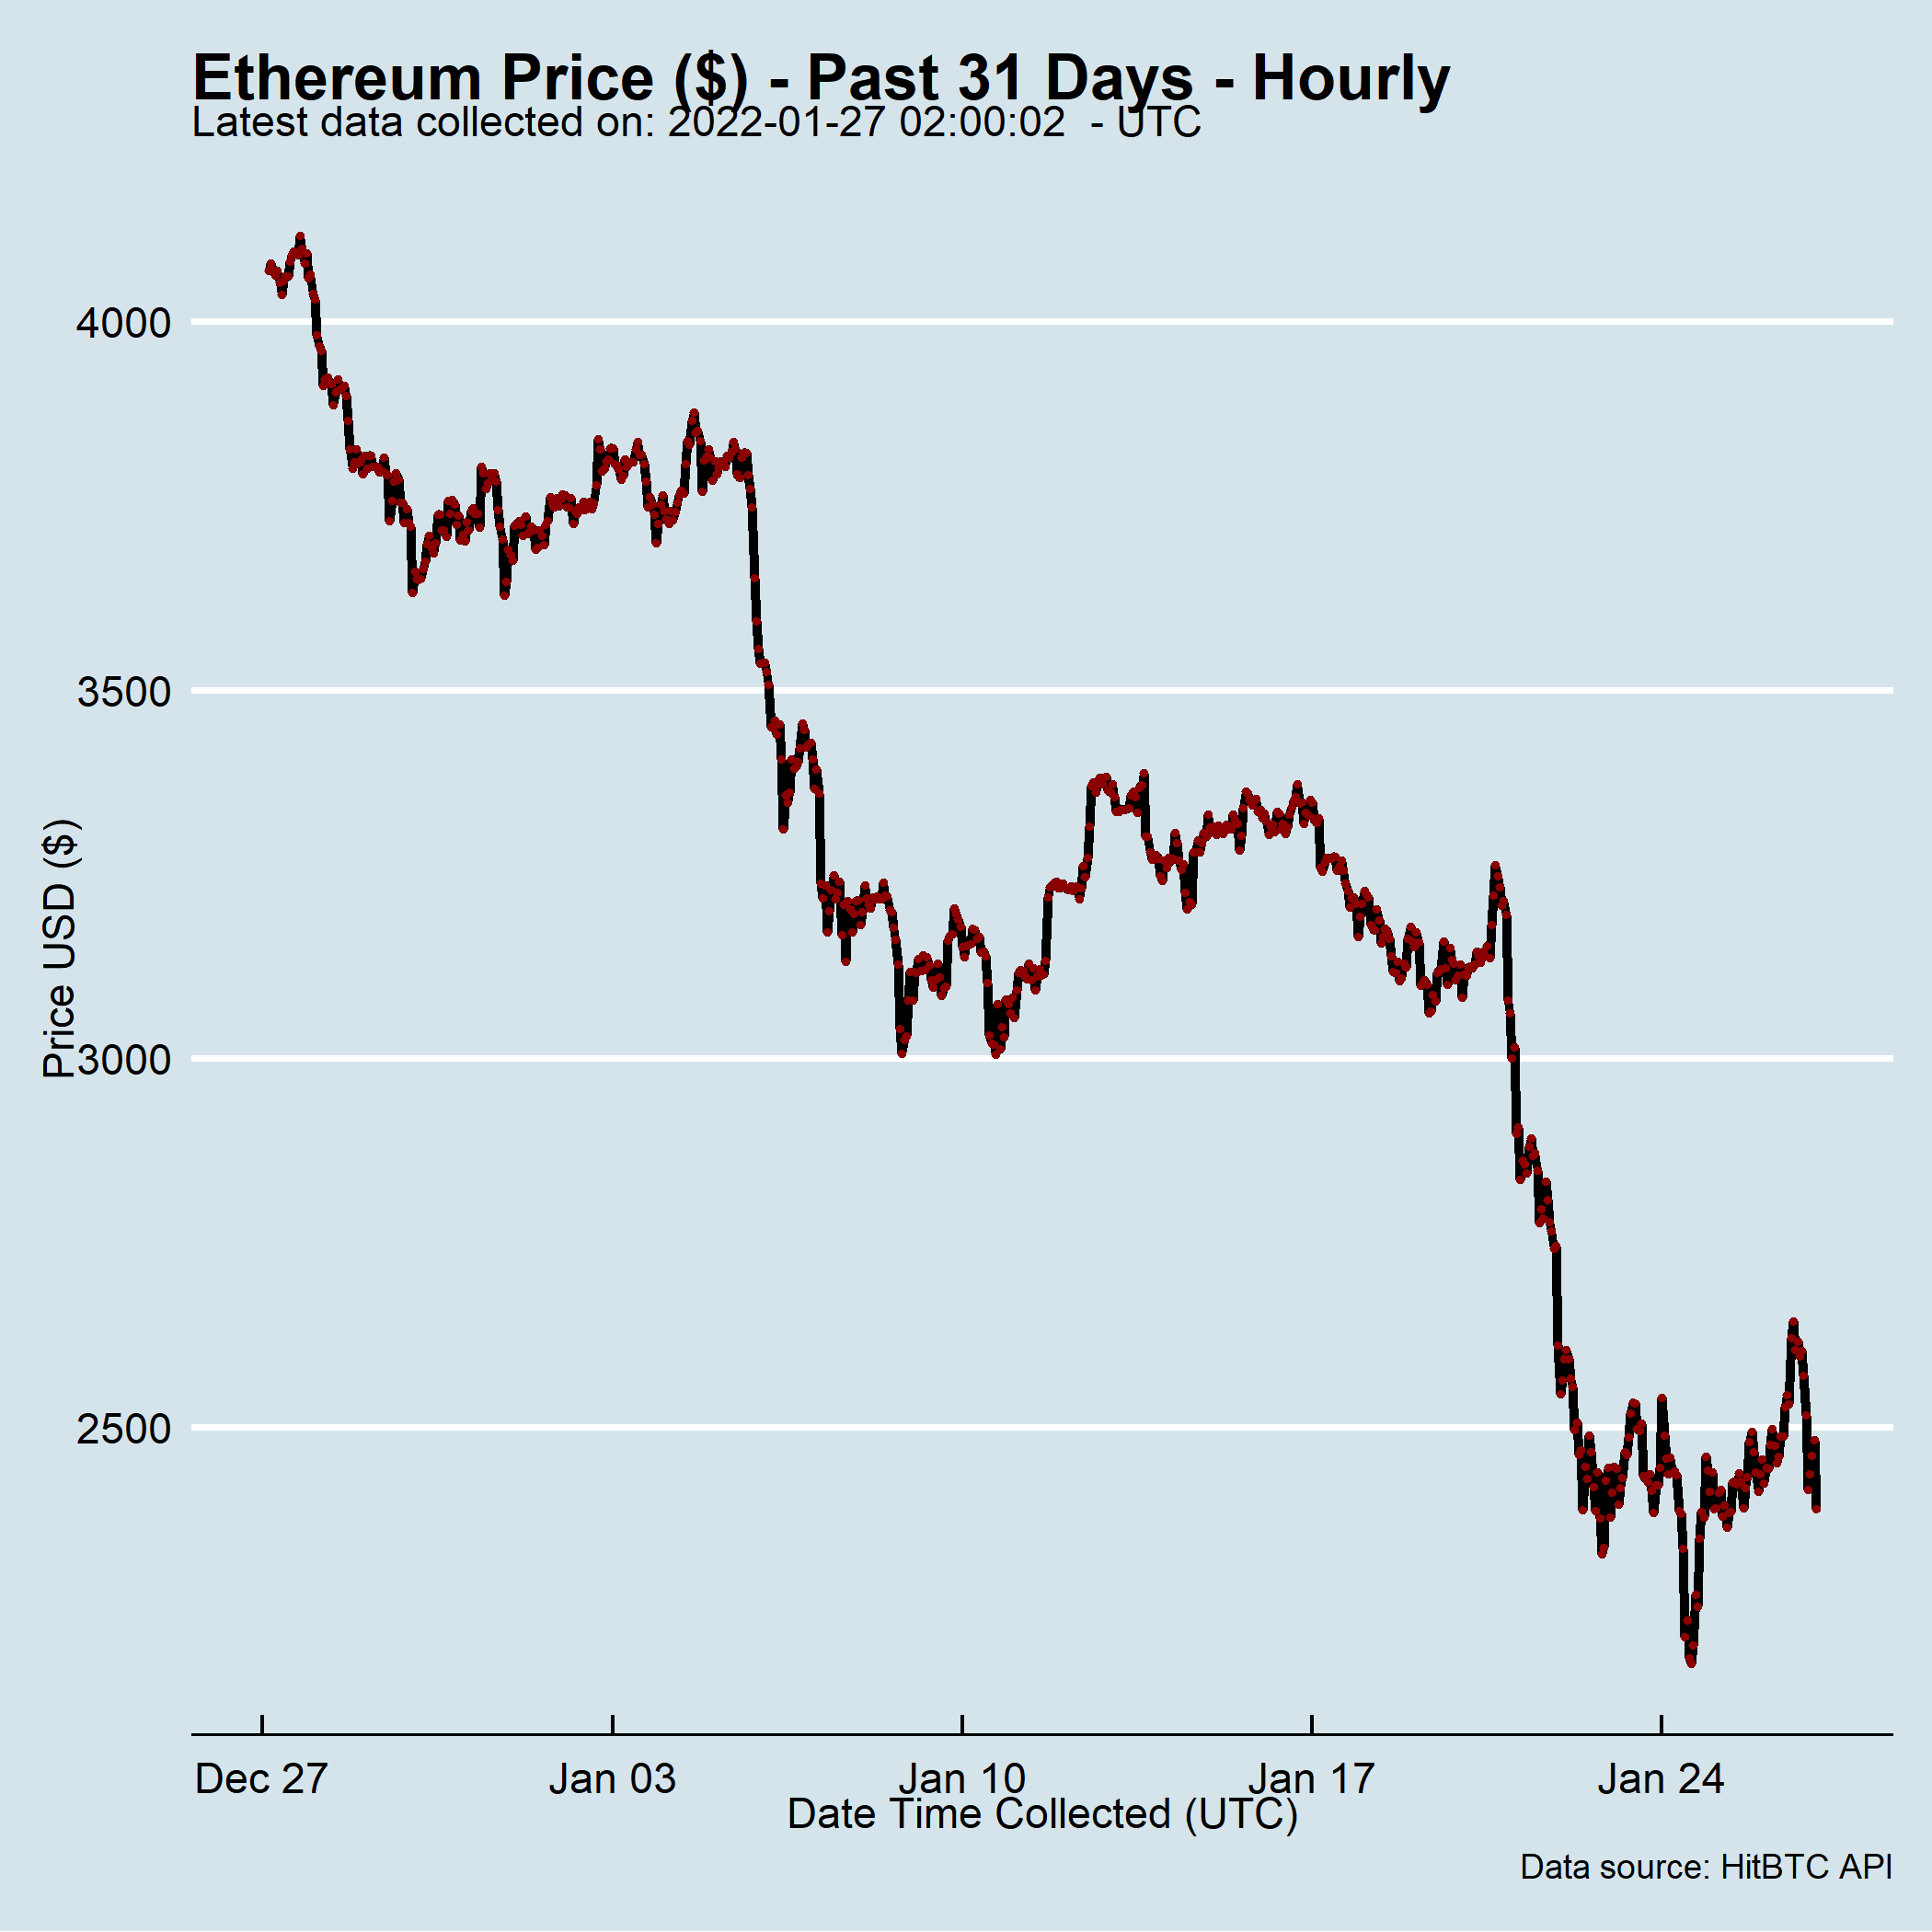 Ethereum Price ($) - Past 31 Days - Hourly
Latest data collected on: 2022-01-27 02:00:02  - UTC
4000
3500
3000
2500
Price USD ($)
Dec 27
Jan 03
Jan 10
Jan 17
Jan 24
Date Time Collected (UTC)
Data source: HitBTC API